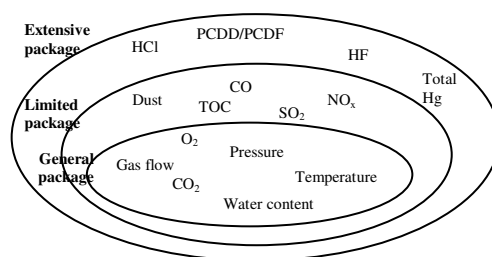 Extensive
package
HCl
PCDD/PCDF
HF
Total
Hg
Limited
package
Dust
TOC
CO
SO₂
NOₓ
General
package
O₂
Gas flow
Pressure
CO₂
Temperature
Water content